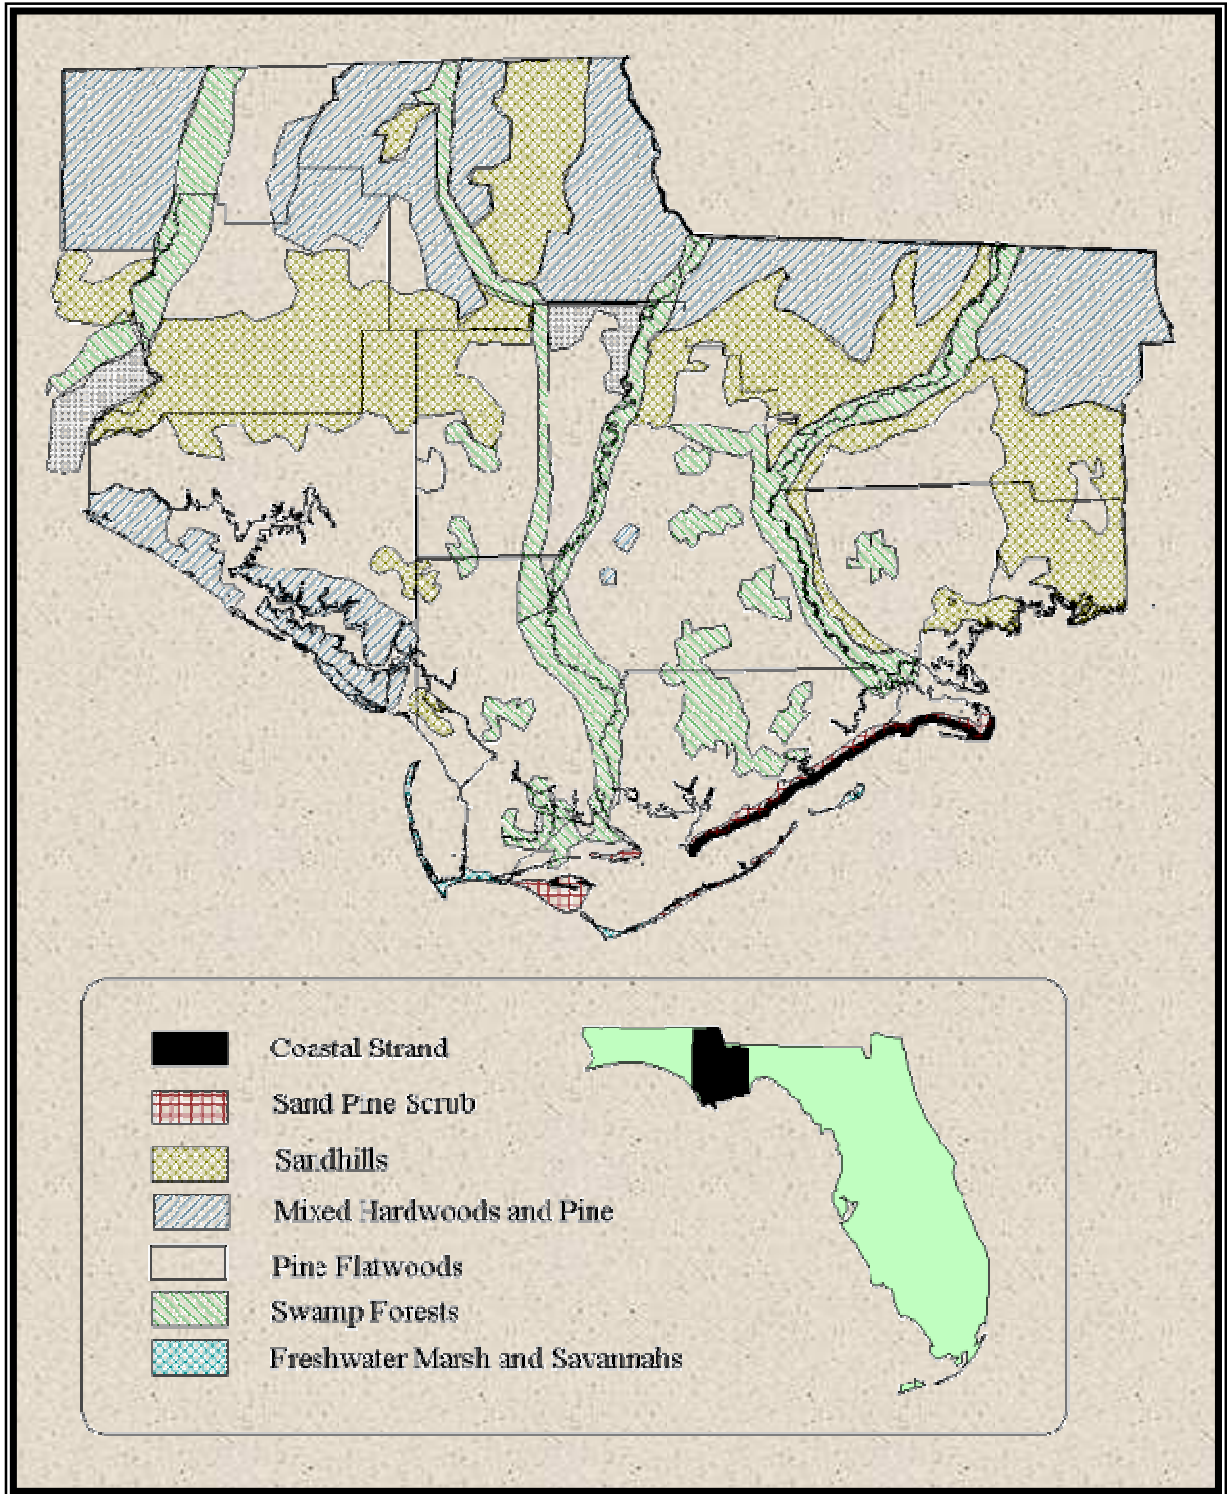 Coastal Strand
Sand Pine Scrub
Sandhills
Mixed Hardwoods and Pine
Pine Flatwoods
Swamp Forests
Freshwater Marsh and Savannahs